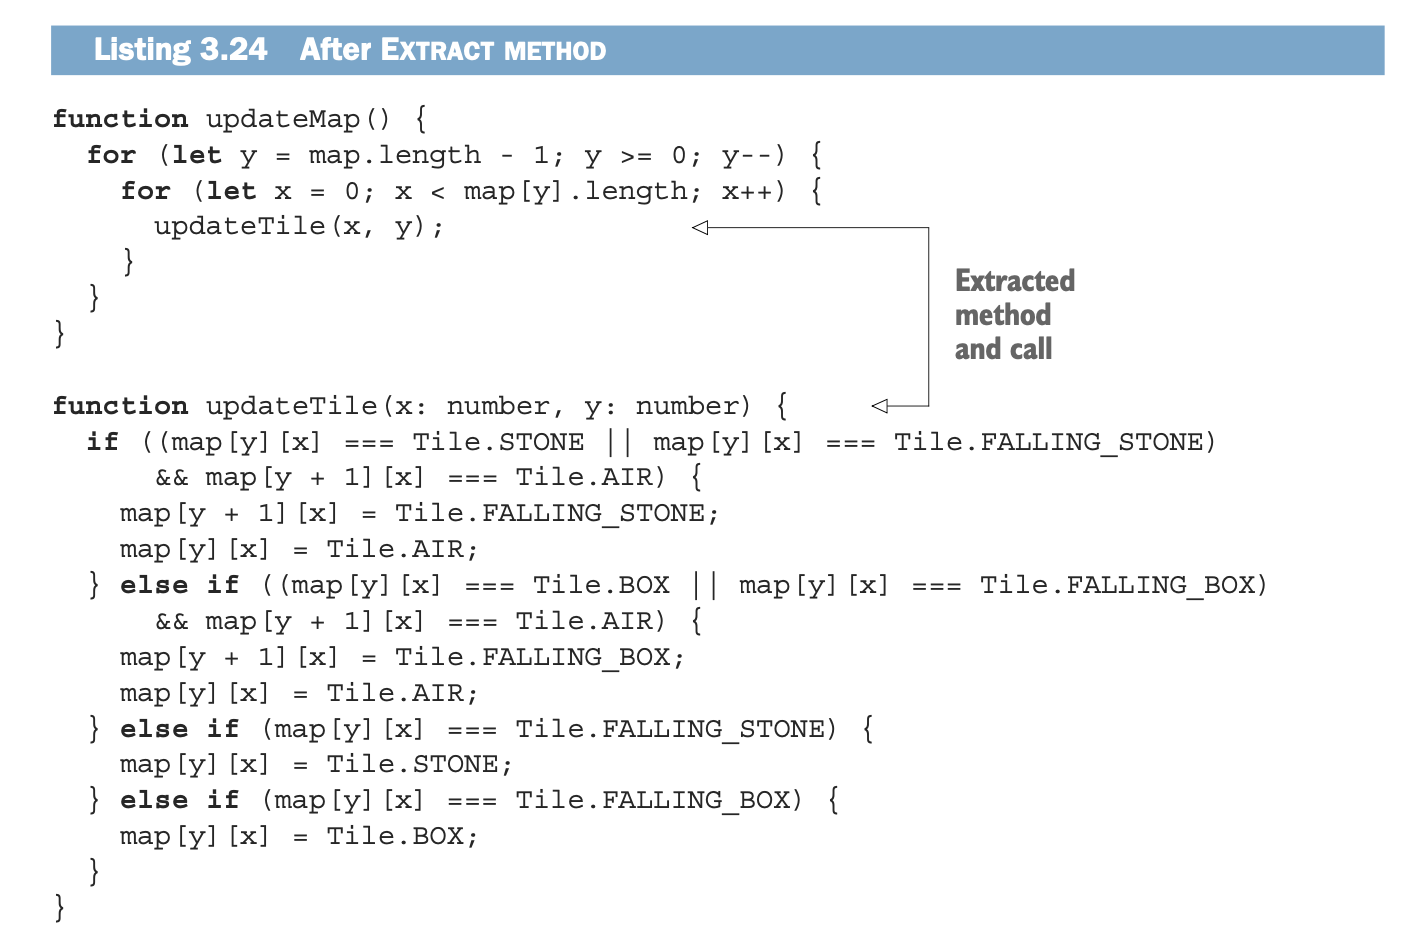 Listing 3.24 After EXTRACT METHOD
function updateMap() {
  for (let y = map.length - 1; y >= 0; y--) {
    for (let x = 0; x < map[y].length; x++) {
      updateTile(x, y);
    }
  }
}
Extracted
method
and call
function updateTile(x: number, y: number) {
  if ((map[y][x] === Tile.STONE || map[y][x] === Tile.FALLING_STONE)
      && map[y + 1][x] === Tile.AIR) {
    map[y + 1][x] = Tile.FALLING_STONE;
    map[y][x] = Tile.AIR;
  } else if ((map[y][x] === Tile.BOX || map[y][x] === Tile.FALLING_BOX)
      && map[y + 1][x] === Tile.AIR) {
    map[y + 1][x] = Tile.FALLING_BOX;
    map[y][x] = Tile.AIR;
  } else if (map[y][x] === Tile.FALLING_STONE) {
    map[y][x] = Tile.STONE;
  } else if (map[y][x] === Tile.FALLING_BOX) {
    map[y][x] = Tile.BOX;
  }
}